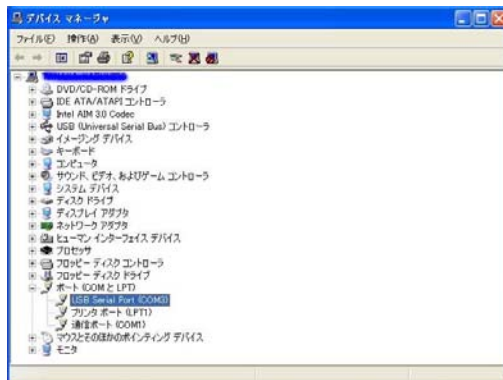 デバイス マネージャ
ファイル(F) 操作(A) 表示(V) ヘルプ(H)
DVD/CD-ROM ドライブ
IDE ATA/ATAPI コントローラ
Intel AIM 3.0 Codec
USB (Universal Serial Bus) コントローラ
イメージング デバイス
キーボード
コンピュータ
サウンド、ビデオ、およびゲーム コントローラ
システム デバイス
ディスク ドライブ
ディスプレイ アダプタ
ネットワーク アダプタ
ヒューマン インターフェイス デバイス
プロセッサ
フロッピー ディスク コントローラ
フロッピー ディスク ドライブ
ポート (COM と LPT)
USB Serial Port (COM3)
プリンタ ポート (LPT1)
通信ポート (COM1)
マウスとそのほかのポインティング デバイス
モニタ